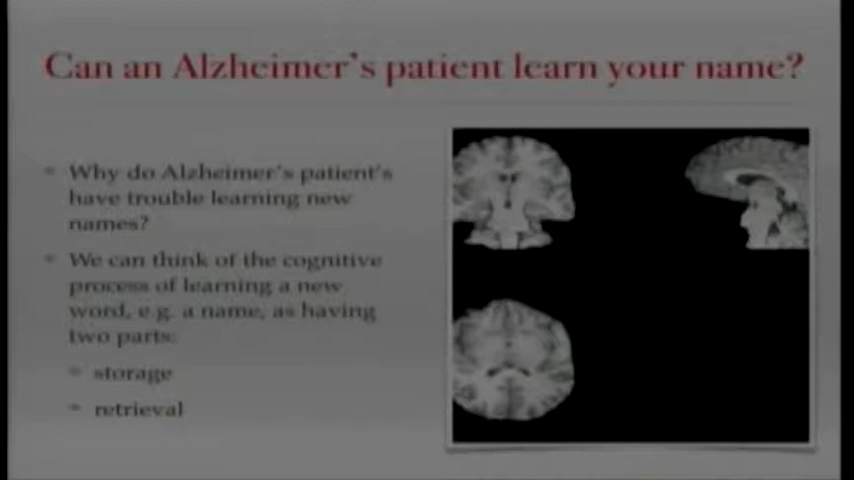 Can an Alzheimer's patient learn your name?
Why do Alzheimer's patient's
have trouble learning new
names?
We can think of the cognitive
process of learning a new
word, e.g. a name, as having
two parts:
storage
retrieval